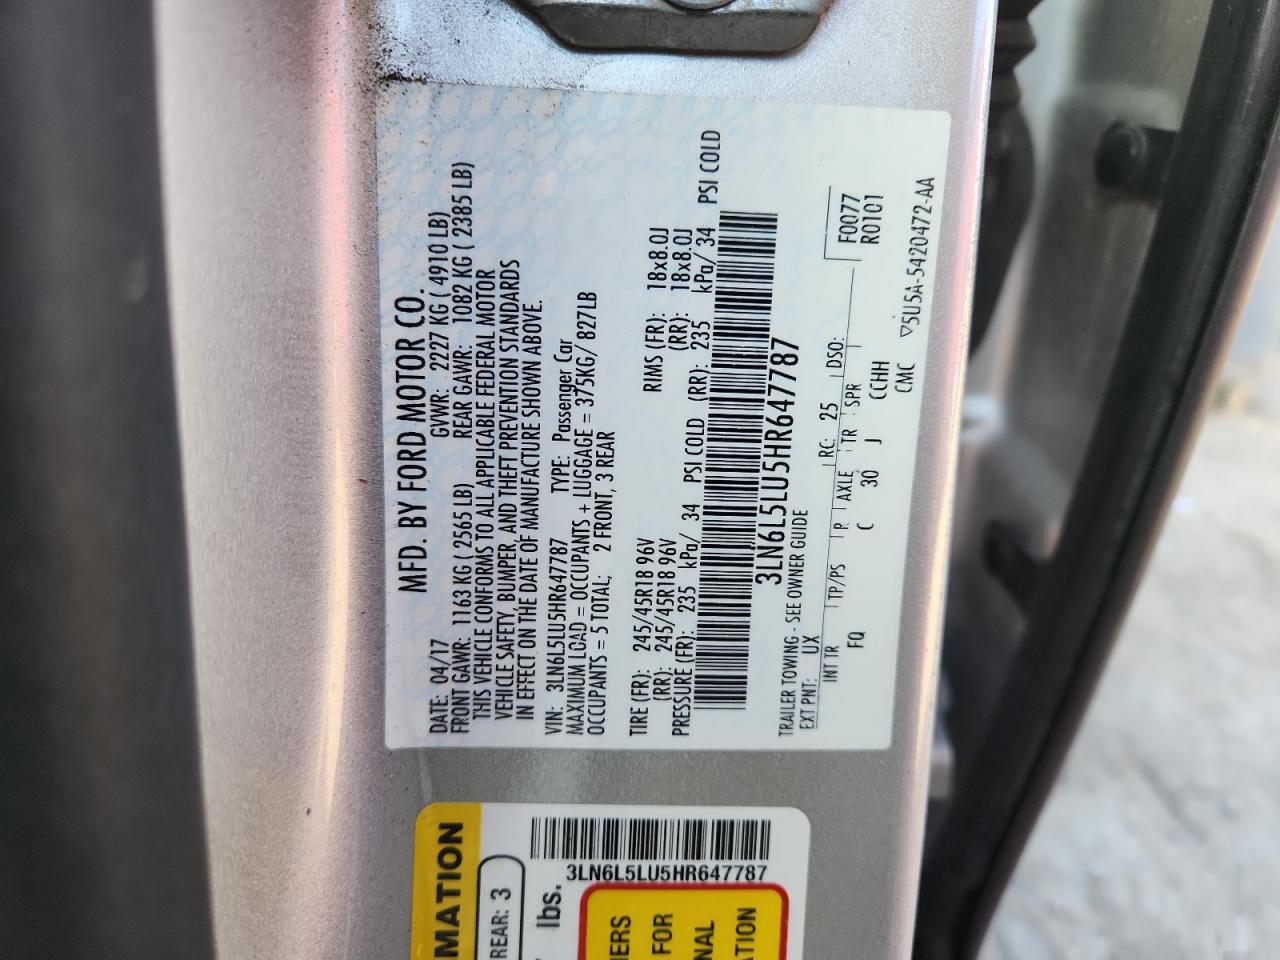 MFD. BY FORD MOTOR CO.
DATE: 04/17 GVWR: 2227 KG ( 4910 LB)
FRONT GAWR: 1163 KG ( 2565 LB) REAR GAWR: 1082 KG ( 2385 LB)
THIS VEHICLE CONFORMS TO ALL APPLICABLE FEDERAL MOTOR
VEHICLE SAFETY, BUMPER, AND THEFT PREVENTION STANDARDS
IN EFFECT ON THE DATE OF MANUFACTURE SHOWN ABOVE.
VIN: 3LN6L5LU5HR647787 TYPE: Passenger Car
MAXIMUM LOAD = OCCUPANTS + LUGGAGE = 375KG/ 827LB
OCCUPANTS = 5 TOTAL; 2 FRONT, 3 REAR
TIRE (FR): 245/45R18 96V RIMS (FR): 18x8.0J
(RR): 245/45R18 96V (RR): 18x8.0J
PRESSURE (FR): 235 kPa/ 34 PSI COLD (RR): 235 kPa/ 34 PSI COLD
3LN6L5LU5HR647787
TRAILER TOWING - SEE OWNER GUIDE
EXT PNT: UX RC: 25 DSO: F0077
R0101
INT TR TP/PS R AXLE TR SPR
FQ C 30 J CCHH
CMC ▽5U5A-5420472-AA
MATION
REAR: 3
lbs.
3LN6L5LU5HR647787
ERS
FOR
NAL
TION